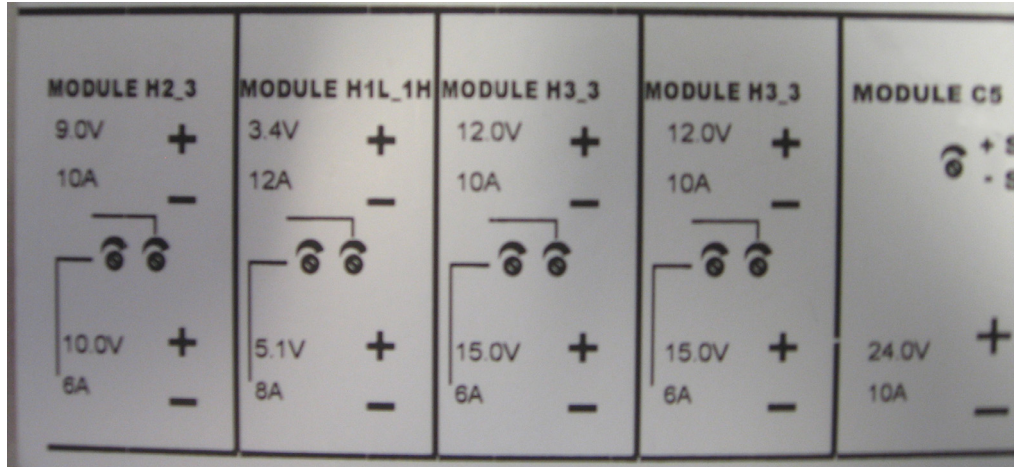 MODULE H2_3
9.0V
+
10A
−
10.0V
+
6A
−
MODULE H1L_1H
3.4V
+
12A
−
5.1V
+
8A
−
MODULE H3_3
12.0V
+
10A
−
15.0V
+
6A
−
MODULE H3_3
12.0V
+
10A
−
15.0V
+
6A
−
MODULE C5
+ S
- S
24.0V
+
10A
−